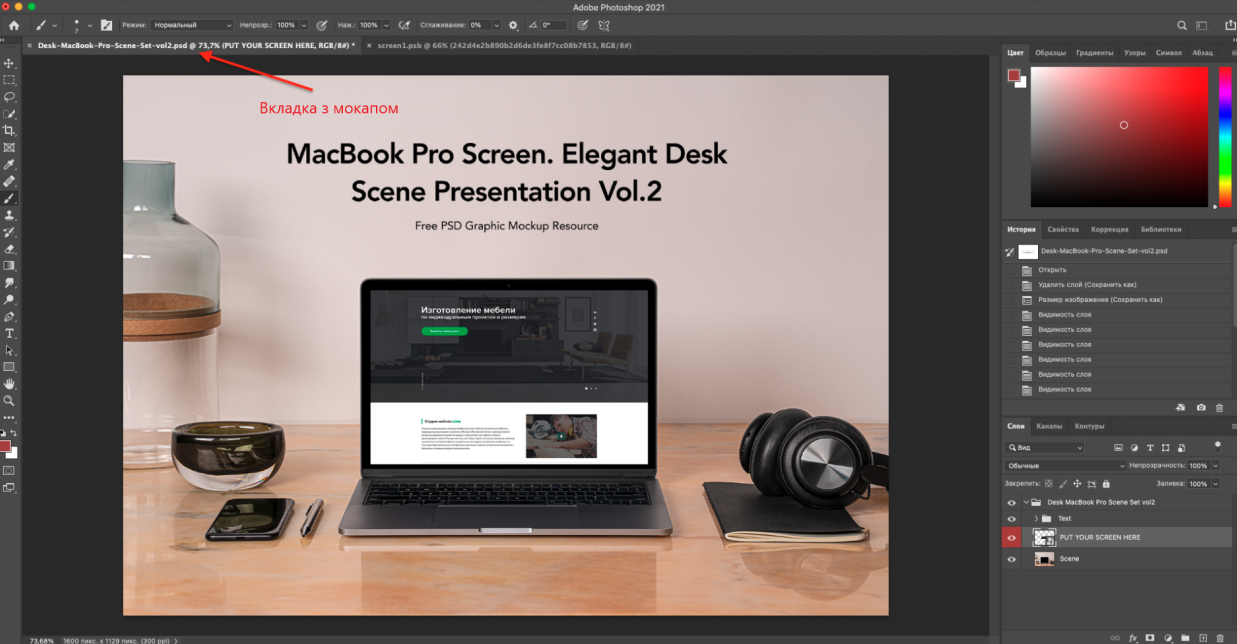 Adobe Photoshop 2021
Режим: Нормальный Непрозр.: 100% Наж.: 100% Сглаживание: 0% 0°
× Desk-MacBook-Pro-Scene-Set-vol2.psd @ 73,7% (PUT YOUR SCREEN HERE, RGB/8#) * × screen1.psb @ 66% (242d4e2b890b2d6de3fe8f7cc08b7853, RGB/8#)
Вкладка з мокапом
MacBook Pro Screen. Elegant Desk
Scene Presentation Vol.2
Free PSD Graphic Mockup Resource
Изготовление мебели
по индивидуальным проектам и размерам
Студия мебели Line
Цвет Образцы Градиенты Узоры Символ Абзац
История Свойства Коррекция Библиотеки
Desk-MacBook-Pro-Scene-Set-vol2.psd
Открыть
Удалить слой (Сохранить как)
Размер изображения (Сохранить как)
Видимость слоя
Видимость слоя
Видимость слоя
Видимость слоя
Видимость слоя
Видимость слоя
Слои Каналы Контуры
Вид
Обычные Непрозрачность: 100%
Закрепить: Заливка: 100%
Desk MacBook Pro Scene Set vol2
Text
PUT YOUR SCREEN HERE
Scene
73,68% 1600 пикс. x 1129 пикс. (300 ppi)